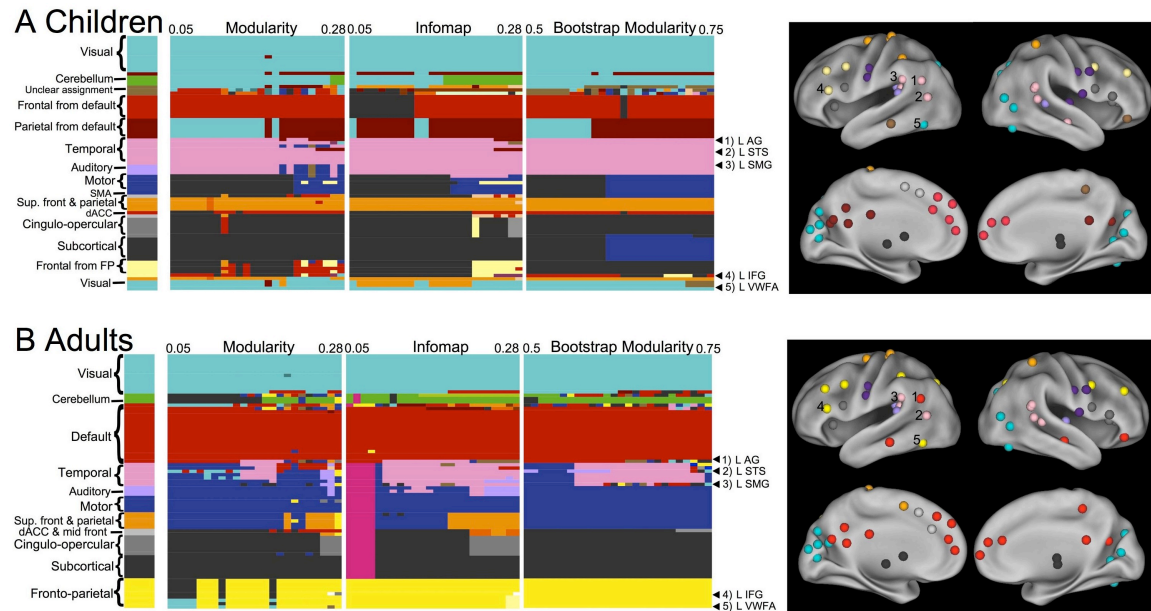 A Children
0.05 Modularity 0.28 Infomap 0.28 0.5 Bootstrap Modularity 0.75
Visual
Cerebellum
Unclear assignment
Frontal from default
Parietal from default
Temporal
Auditory
Motor
SMA
Sup. front & parietal
dACC
Cingulo-opercular
Subcortical
Frontal from FP
Visual
1) L AG
2) L STS
3) L SMG
4) L IFG
5) L VWFA
3 1
4
2
5
B Adults
0.05 Modularity 0.28 0.05 Infomap 0.28 0.5 Bootstrap Modularity 0.75
Visual
Cerebellum
Default
Temporal
Auditory
Motor
Sup. front & parietal
dACC & mid front
Cingulo-opercular
Subcortical
Fronto-parietal
1) L AG
2) L STS
3) L SMG
4) L IFG
5) L VWFA
3 1
4
2
5